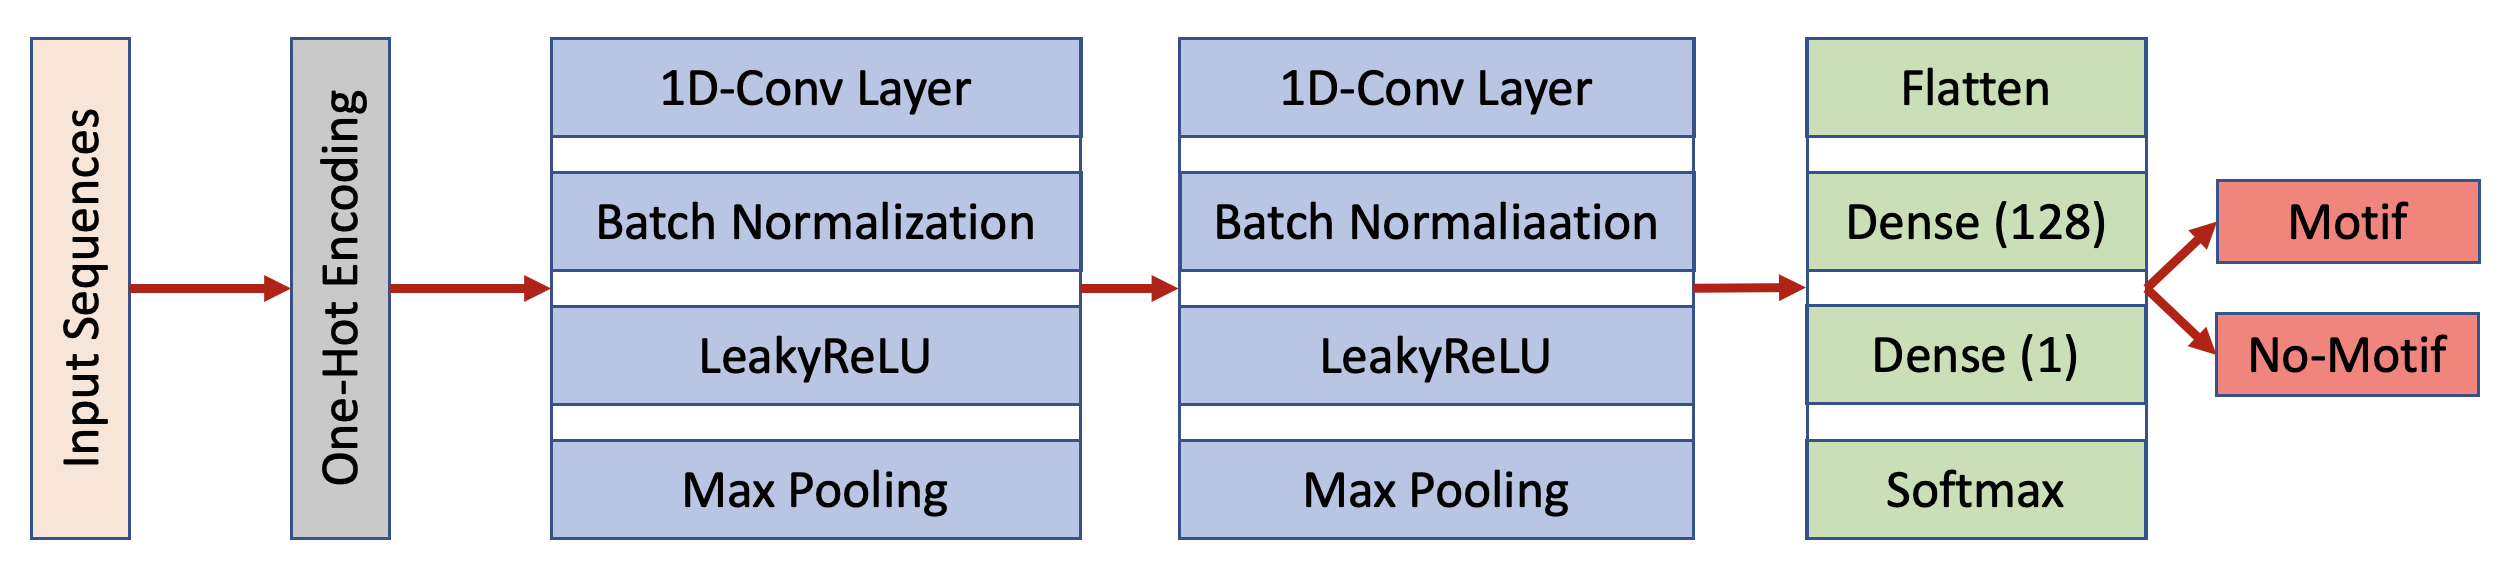 Input Sequences
One-Hot Encoding
1D-Conv Layer
Batch Normalization
LeakyReLU
Max Pooling
1D-Conv Layer
Batch Normaliaation
LeakyReLU
Max Pooling
Flatten
Dense (128)
Dense (1)
Softmax
Motif
No-Motif